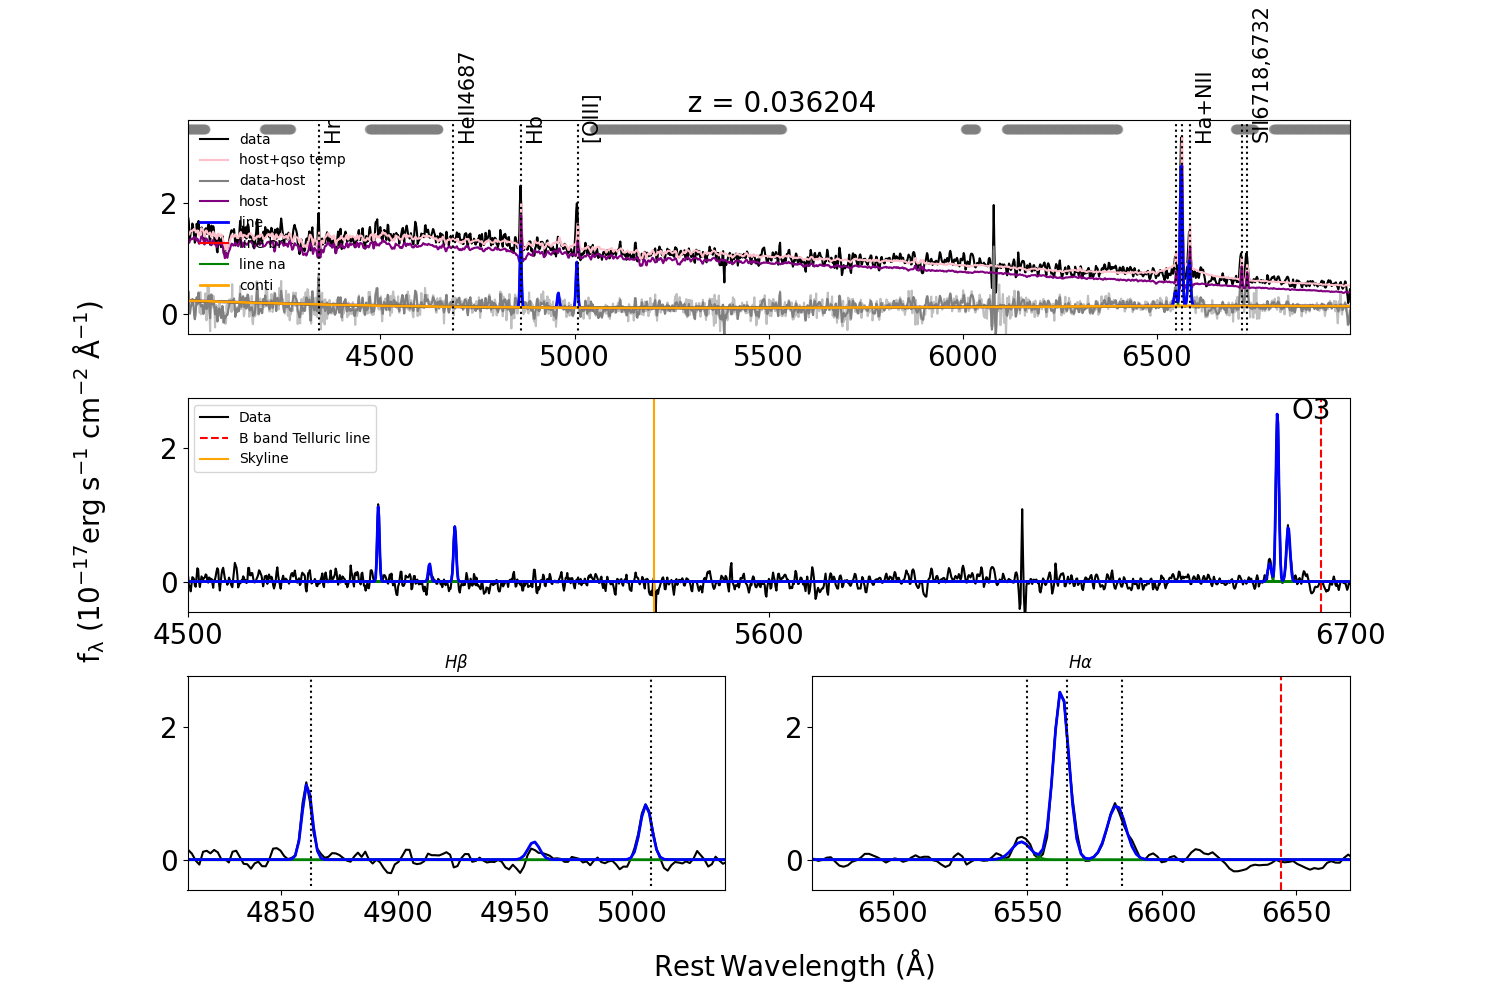 z = 0.036204
Hr
HeII4687
Hb
[OIII]
Ha+NII
SII6718,6732
data
host+qso temp
data-host
host
line
line na
conti
2
0
4500 5000 5500 6000 6500
O3
Data
B band Telluric line
Skyline
2
0
4500 5600 6700
fλ (10⁻¹⁷erg s⁻¹ cm⁻² Å⁻¹)
Hβ
2
0
4850 4900 4950 5000
Hα
2
0
6500 6550 6600 6650
Rest Wavelength (Å)